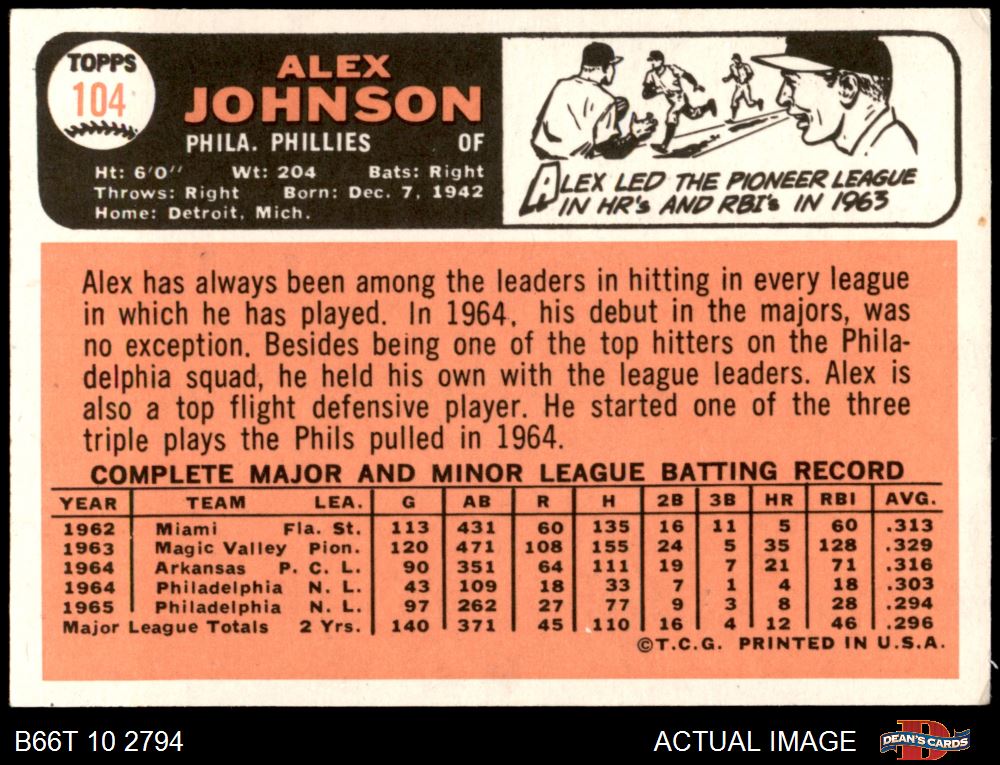 TOPPS
104
ALEX
JOHNSON
PHILA. PHILLIES OF
Ht: 6'0'' Wt: 204 Bats: Right
Throws: Right Born: Dec. 7, 1942
Home: Detroit, Mich.
ALEX LED THE PIONEER LEAGUE
IN HR's AND RBI's IN 1963
Alex has always been among the leaders in hitting in every league
in which he has played. In 1964, his debut in the majors, was
no exception. Besides being one of the top hitters on the Phila-
delphia squad, he held his own with the league leaders. Alex is
also a top flight defensive player. He started one of the three
triple plays the Phils pulled in 1964.
COMPLETE MAJOR AND MINOR LEAGUE BATTING RECORD
YEAR TEAM LEA. G AB R H 2B 3B HR RBI AVG.
1962 Miami Fla. St. 113 431 60 135 16 11 5 60 .313
1963 Magic Valley Pion. 120 471 108 155 24 5 35 128 .329
1964 Arkansas P. C. L. 90 351 64 111 19 7 21 71 .316
1964 Philadelphia N. L. 43 109 18 33 7 1 4 18 .303
1965 Philadelphia N. L. 97 262 27 77 9 3 8 28 .294
Major League Totals 2 Yrs. 140 371 45 110 16 4 12 46 .296
©T.C.G. PRINTED IN U.S.A.
B66T 10 2794
ACTUAL IMAGE
DEAN'S CARDS